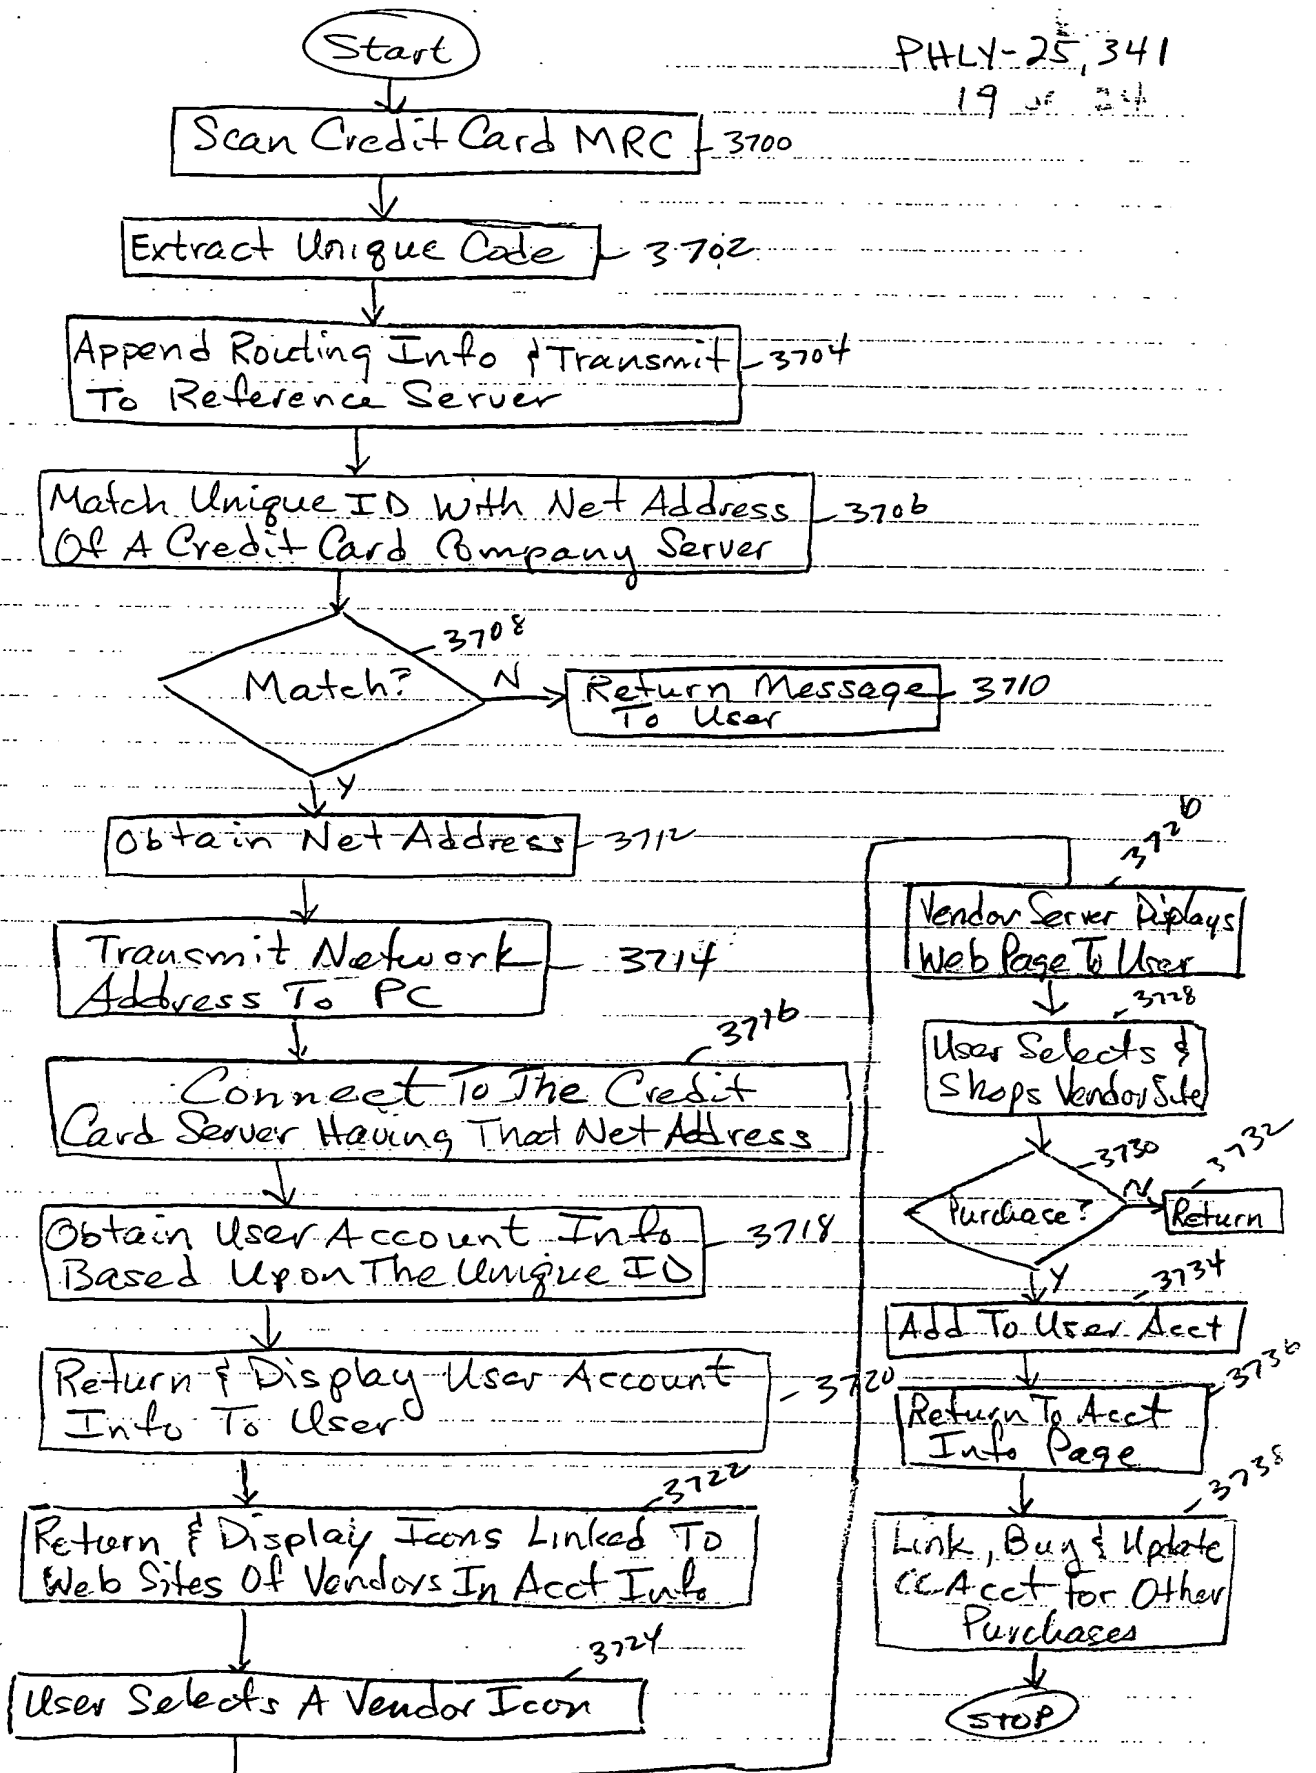 Start
PHLY-25,341
19 of 24
Scan Credit Card MRC
3700
Extract Unique Code
3702
Append Routing Info & Transmit
To Reference Server
3704
Match Unique ID With Net Address
Of A Credit Card Company Server
3706
3708
Match?
N
Return Message
To User
3710
Y
Obtain Net Address
3712
Transmit Network
Address To PC
3714
3716
Connect To The Credit
Card Server Having That Net Address
Obtain User Account Info
Based Upon The Unique ID
3718
Return & Display User Account
Info To User
3720
3722
Return & Display Icons Linked To
Web Sites Of Vendors In Acct Info
3724
User Selects A Vendor Icon
3726
Vendor Server Displays
Web Page To User
3728
User Selects &
Shops Vendor Site
3730
Purchase?
N
3732
Return
Y
3734
Add To User Acct
3736
Return To Acct
Info Page
3738
Link, Buy & Update
CC Acct for Other
Purchases
STOP